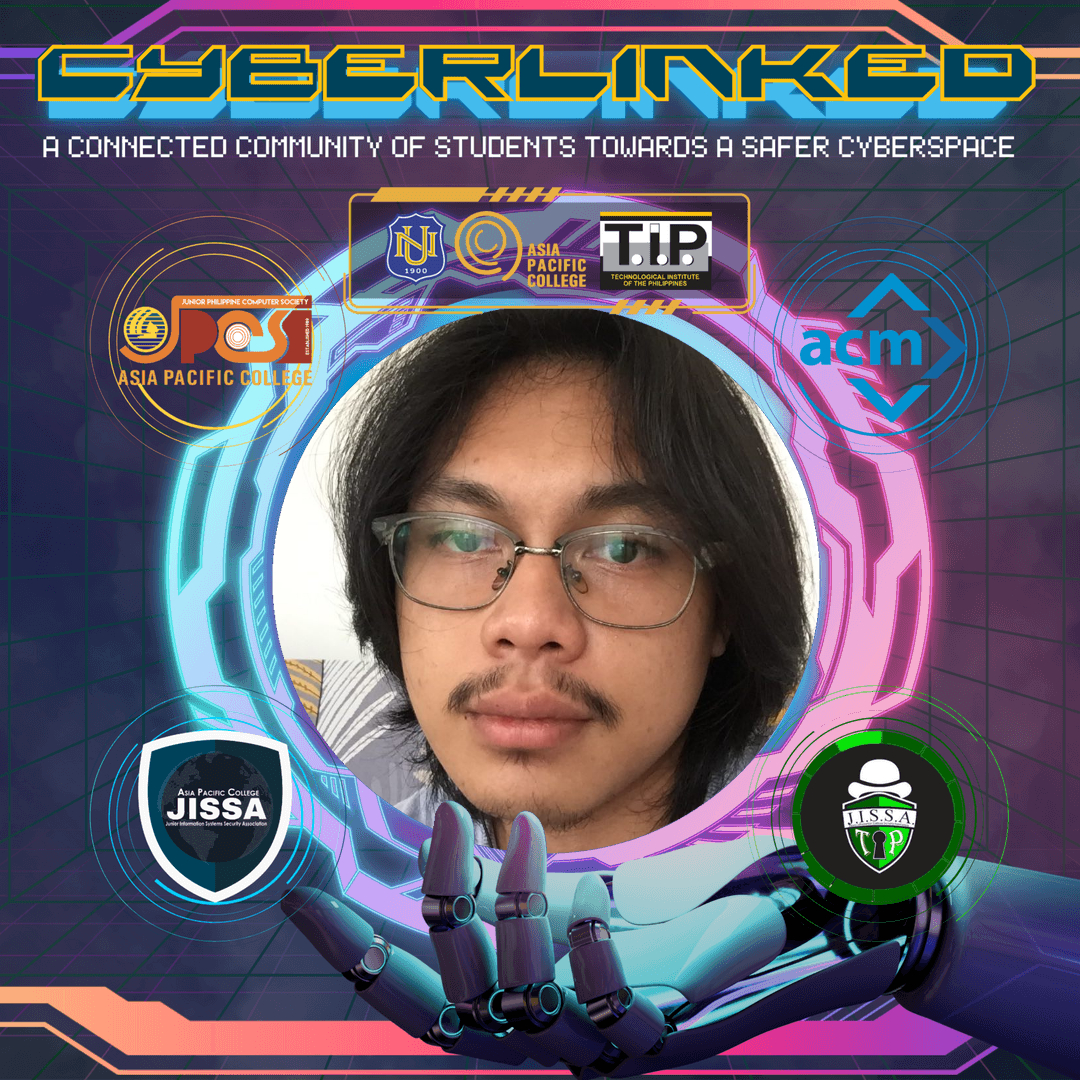 CYBERLINKED
A CONNECTED COMMUNITY OF STUDENTS TOWARDS A SAFER CYBERSPACE
NU
1900
ASIA
PACIFIC
COLLEGE
T.i.P
TECHNOLOGICAL INSTITUTE
OF THE PHILIPPINES
JUNIOR PHILIPPINE COMPUTER SOCIETY
JPCS
ASIA PACIFIC COLLEGE
acm
ASIA PACIFIC COLLEGE
JISSA
Junior Information Systems Security Association
J.I.S.S.A.
T P